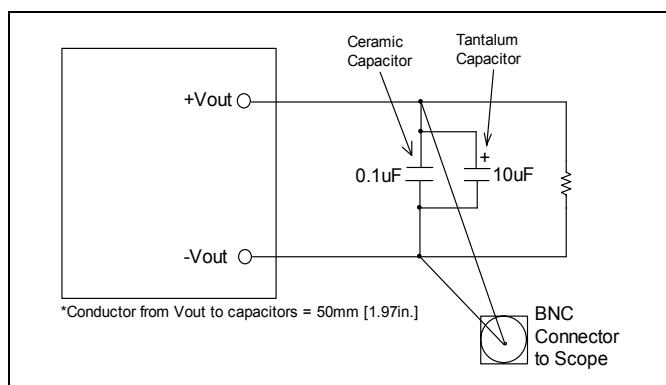 Ceramic
Capacitor
Tantalum
Capacitor
+Vout
+
0.1uF
10uF
-Vout
*Conductor from Vout to capacitors = 50mm [1.97in.]
BNC
Connector
to Scope